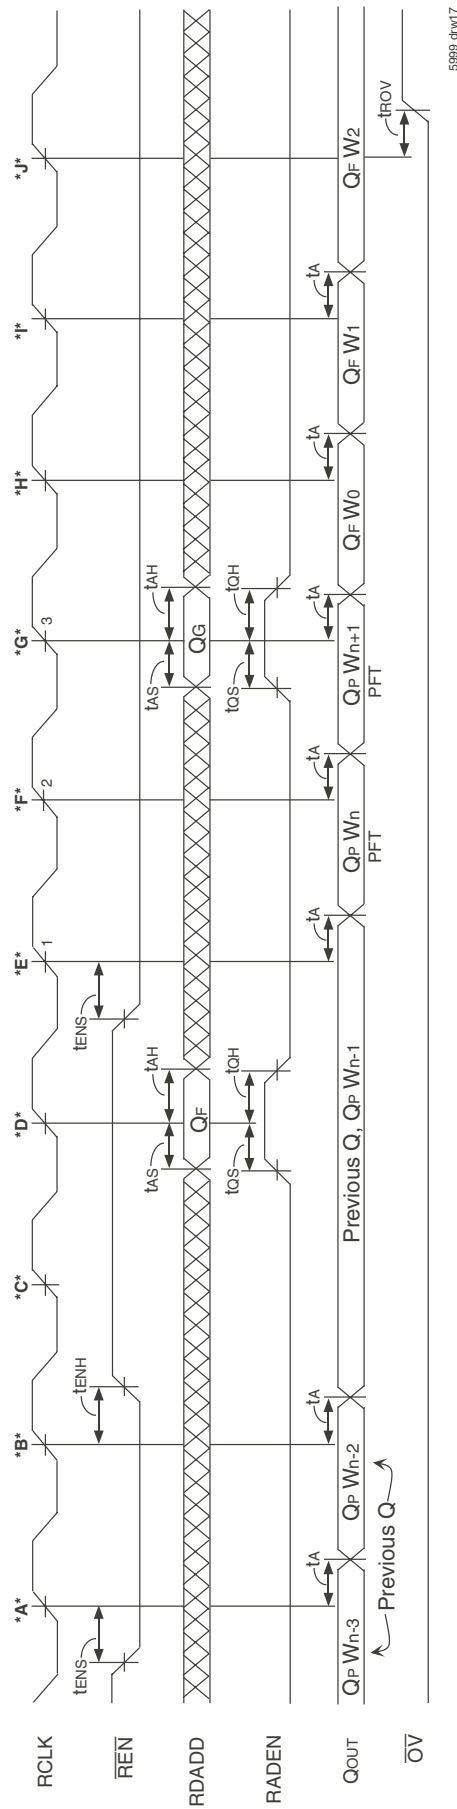 *A* *B* *C* *D* *E* *F* *G* *H* *I* *J*
RCLK 1 2 3
tENS tENH tENS
REN
tAS tAH tAS tAH
RDADD QF QG
tQS tQH tQS tQH
RADEN
tA tA tA tA tA tA tA
QOUT QP Wn-3 QP Wn-2 Previous Q, QP Wn-1 QP Wn QP Wn+1 QF W0 QF W1 QF W2
PFT PFT
Previous Q
tROV
OV
5999 drw17